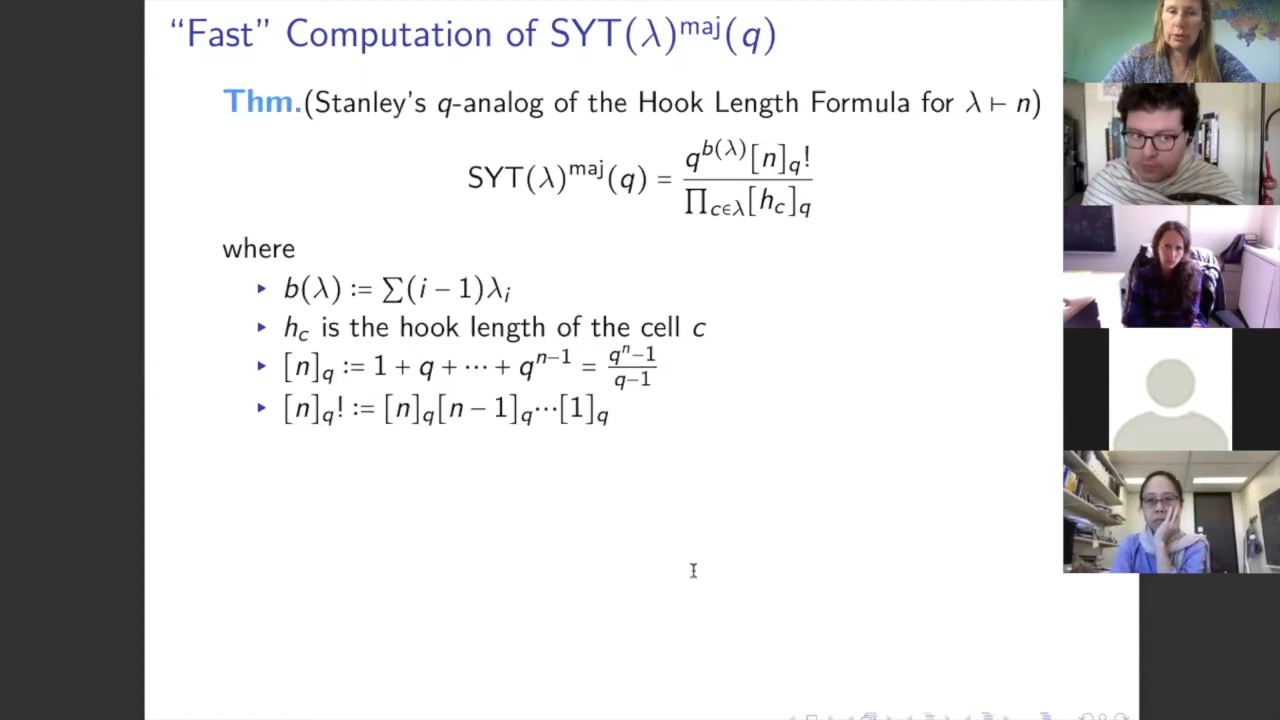 “Fast” Computation of SYT(λ)^maj(q)
Thm.(Stanley’s q-analog of the Hook Length Formula for λ ⊢ n)
SYT(λ)^maj(q) = q^{b(λ)}[n]_q! / ∏_{c∈λ}[h_c]_q
where
▸ b(λ) := ∑(i − 1)λ_i
▸ h_c is the hook length of the cell c
▸ [n]_q := 1 + q + ⋯ + q^{n−1} = (q^n−1)/(q−1)
▸ [n]_q! := [n]_q[n − 1]_q⋯[1]_q